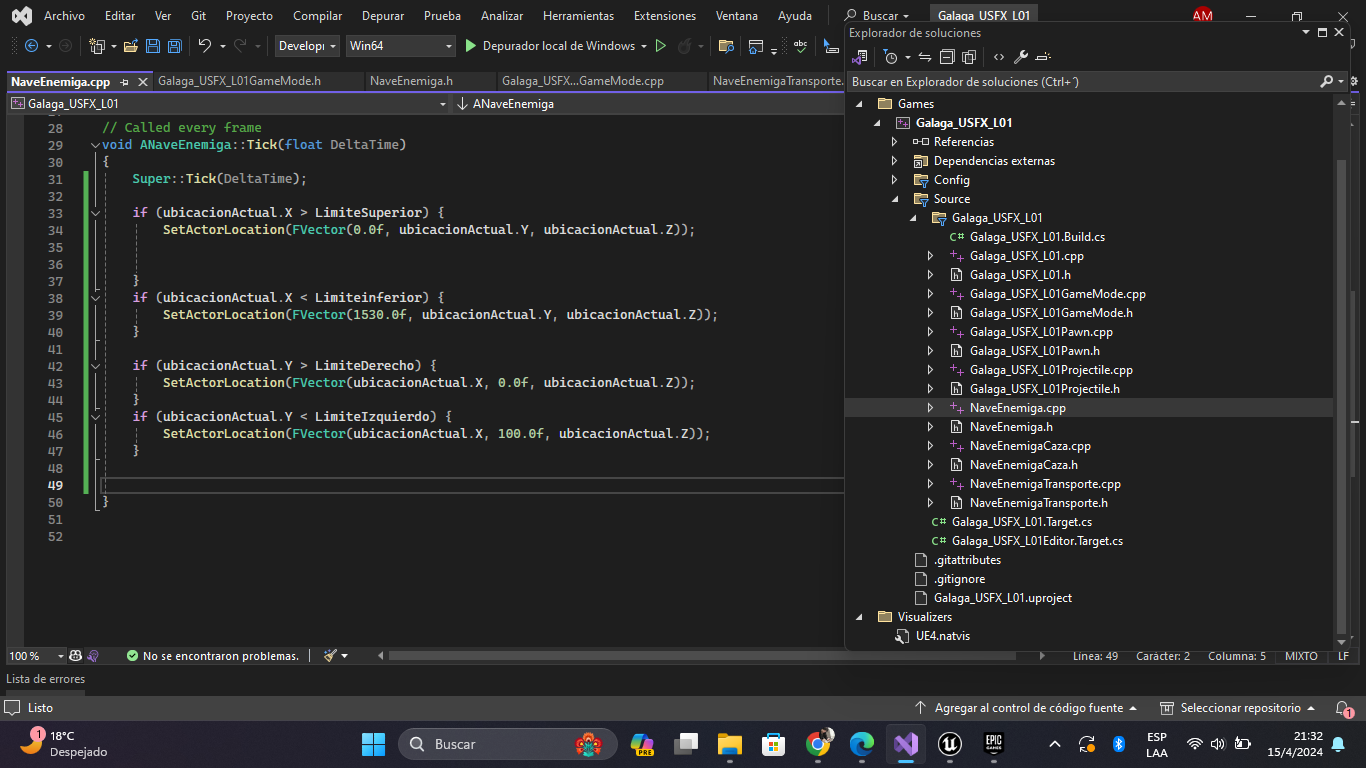 Archivo Editar Ver Git Proyecto Compilar Depurar Prueba Analizar Herramientas Extensiones Ventana Ayuda Buscar Galaga_USFX_L01 AM
Develop Win64 Depurador local de Windows
NaveEnemiga.cpp Galaga_USFX_L01GameMode.h NaveEnemiga.h Galaga_USFX...GameMode.cpp NaveEnemigaTransporte.
Galaga_USFX_L01 ANaveEnemiga
28 // Called every frame
29 void ANaveEnemiga::Tick(float DeltaTime)
30 {
31 Super::Tick(DeltaTime);
32
33 if (ubicacionActual.X > LimiteSuperior) {
34 SetActorLocation(FVector(0.0f, ubicacionActual.Y, ubicacionActual.Z));
35
36
37 }
38 if (ubicacionActual.X < Limiteinferior) {
39 SetActorLocation(FVector(1530.0f, ubicacionActual.Y, ubicacionActual.Z));
40 }
41
42 if (ubicacionActual.Y > LimiteDerecho) {
43 SetActorLocation(FVector(ubicacionActual.X, 0.0f, ubicacionActual.Z));
44 }
45 if (ubicacionActual.Y < LimiteIzquierdo) {
46 SetActorLocation(FVector(ubicacionActual.X, 100.0f, ubicacionActual.Z));
47 }
48
49
50 }
51
52
100 % No se encontraron problemas. Línea: 49 Carácter: 2 Columna: 5 MIXTO LF
Explorador de soluciones
Buscar en Explorador de soluciones (Ctrl+´)
Games
Galaga_USFX_L01
Referencias
Dependencias externas
Config
Source
Galaga_USFX_L01
C# Galaga_USFX_L01.Build.cs
Galaga_USFX_L01.cpp
Galaga_USFX_L01.h
Galaga_USFX_L01GameMode.cpp
Galaga_USFX_L01GameMode.h
Galaga_USFX_L01Pawn.cpp
Galaga_USFX_L01Pawn.h
Galaga_USFX_L01Projectile.cpp
Galaga_USFX_L01Projectile.h
NaveEnemiga.cpp
NaveEnemiga.h
NaveEnemigaCaza.cpp
NaveEnemigaCaza.h
NaveEnemigaTransporte.cpp
NaveEnemigaTransporte.h
C# Galaga_USFX_L01.Target.cs
C# Galaga_USFX_L01Editor.Target.cs
.gitattributes
.gitignore
Galaga_USFX_L01.uproject
Visualizers
UE4.natvis
Lista de errores
Listo Agregar al control de código fuente Seleccionar repositorio 1
1 18°C
Despejado
Buscar
PRE
EPIC GAMES
ESP
LAA
21:32
15/4/2024